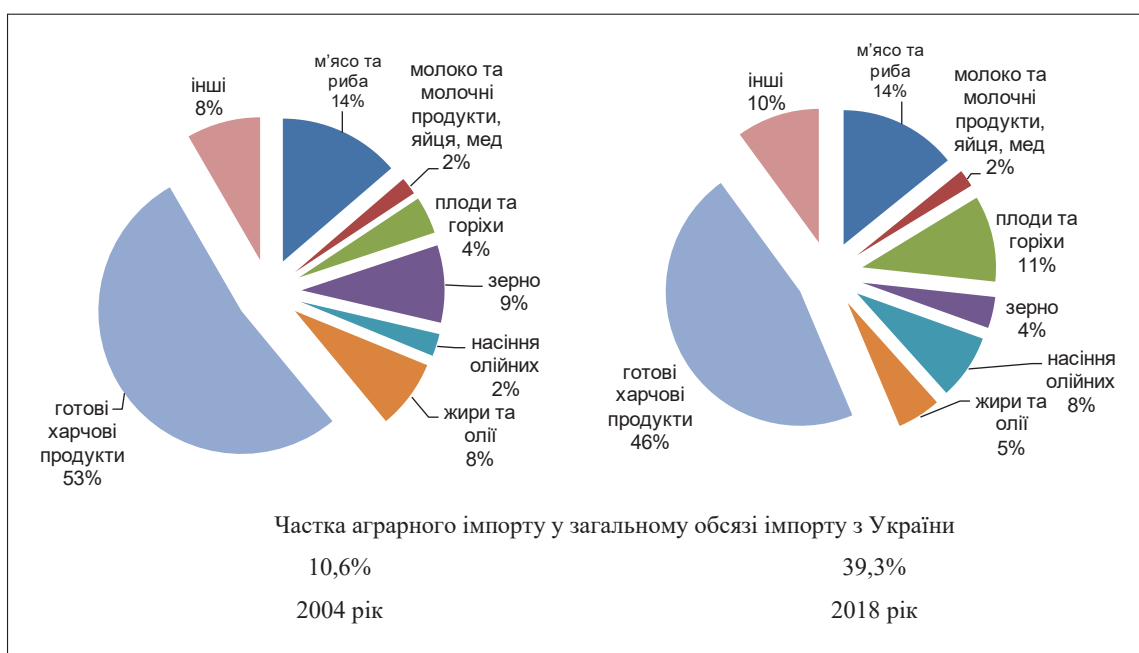 інші
8%
м'ясо та
риба
14%
молоко та
молочні
продукти,
яйця, мед
2%
плоди та
горіхи
4%
зерно
9%
насіння
олійних
2%
жири та
олії
8%
готові
харчові
продукти
53%
інші
10%
м'ясо та
риба
14%
молоко та
молочні
продукти,
яйця, мед
2%
плоди та
горіхи
11%
зерно
4%
насіння
олійних
8%
жири та
олії
5%
готові
харчові
продукти
46%
Частка аграрного імпорту у загальному обсязі імпорту з України
10,6% 39,3%
2004 рік 2018 рік